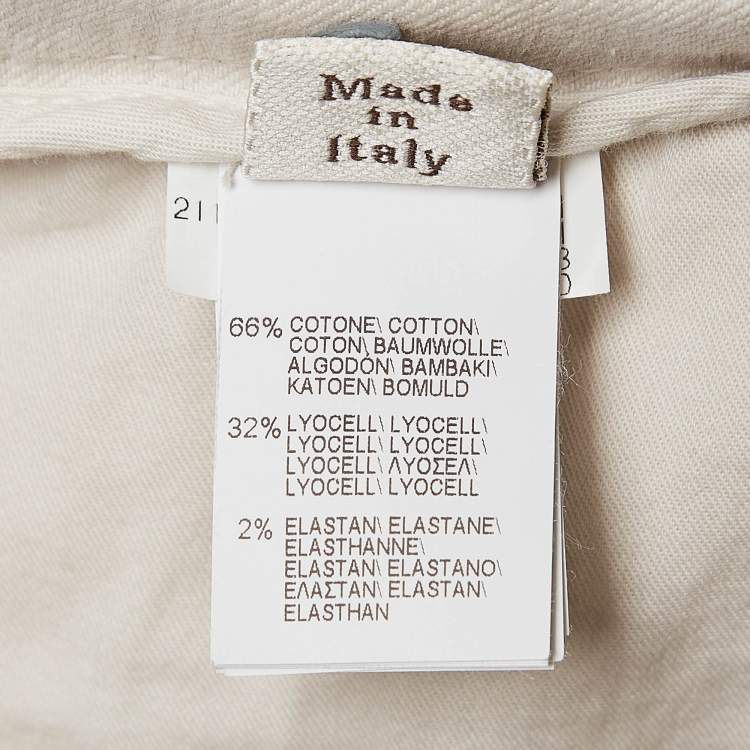 Made
in
Italy
211
66% COTONE\ COTTON\
COTON\ BAUMWOLLE\
ALGODÓN\ BAMBAKI\
KATOEN\ BOMULD
32% LYOCELL\ LYOCELL\
LYOCELL\ LYOCELL\
LYOCELL\ ΛΥΟΣΕΛ\
LYOCELL\ LYOCELL
2% ELASTAN\ ELASTANE\
ELASTHANNE\
ELASTAN\ ELASTANO\
ΕΛΑΣΤΑΝ\ ELASTAN\
ELASTHAN